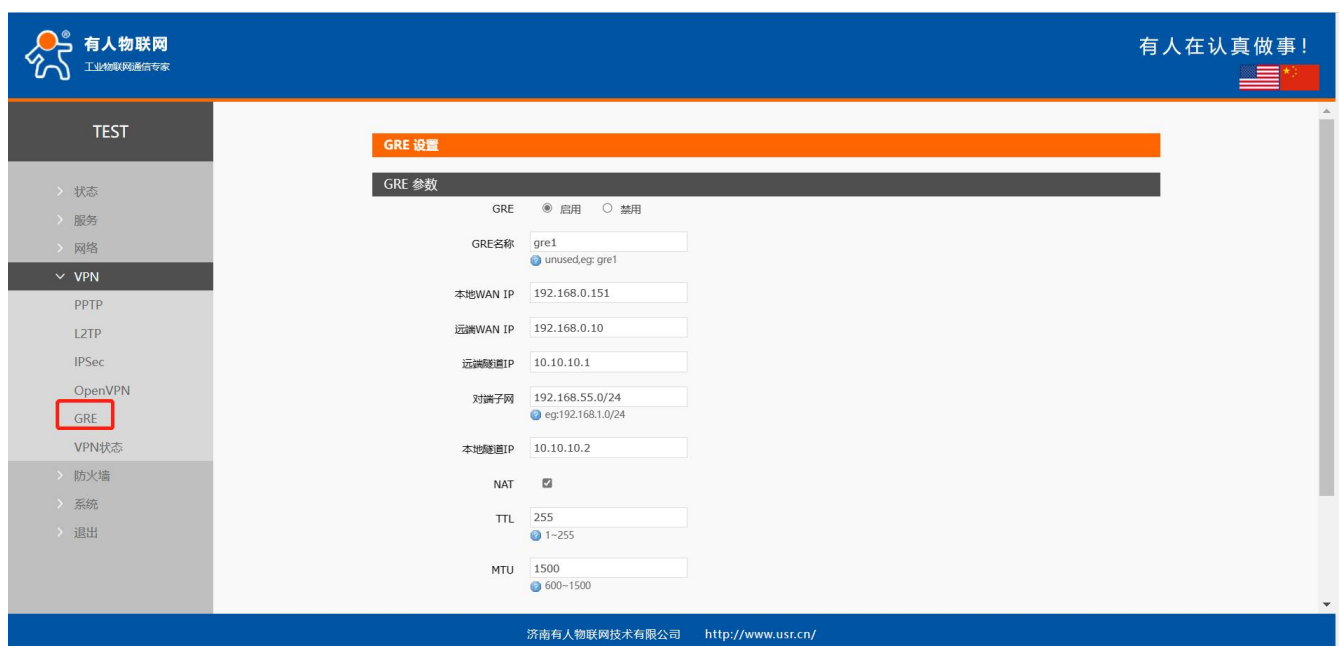 有人物联网
®
工业物联网通信专家
有人在认真做事！
TEST
状态
服务
网络
VPN
PPTP
L2TP
IPSec
OpenVPN
GRE
VPN状态
防火墙
系统
退出
GRE 设置
GRE 参数
GRE 启用 禁用
GRE名称 gre1
unused,eg: gre1
本地WAN IP 192.168.0.151
远端WAN IP 192.168.0.10
远端隧道IP 10.10.10.1
对端子网 192.168.55.0/24
eg:192.168.1.0/24
本地隧道IP 10.10.10.2
NAT
TTL 255
1~255
MTU 1500
600~1500
济南有人物联网技术有限公司 http://www.usr.cn/